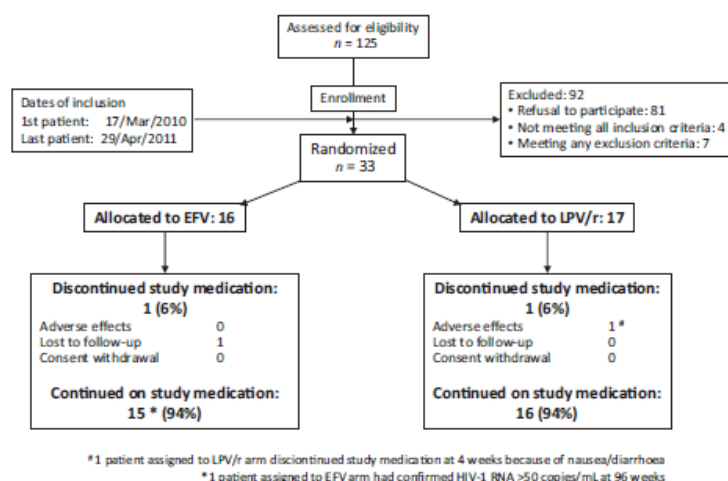 Assessed for eligibility
n = 125
Enrollment
Dates of inclusion
1st patient: 17/Mar/2010
Last patient: 29/Apr/2011
Excluded: 92
• Refusal to participate: 81
• Not meeting all inclusion criteria: 4
• Meeting any exclusion criteria: 7
Randomized
n = 33
Allocated to EFV: 16
Allocated to LPV/r: 17
Discontinued study medication:
1 (6%)
Adverse effects 0
Lost to follow-up 1
Consent withdrawal 0
Continued on study medication:
15 * (94%)
Discontinued study medication:
1 (6%)
Adverse effects 1 #
Lost to follow-up 0
Consent withdrawal 0
Continued on study medication:
16 (94%)
# 1 patient assigned to LPV/r arm disciontinued study medication at 4 weeks because of nausea/diarrhoea
* 1 patient assigned to EFV arm had confirmed HIV-1 RNA >50 copies/mL at 96 weeks